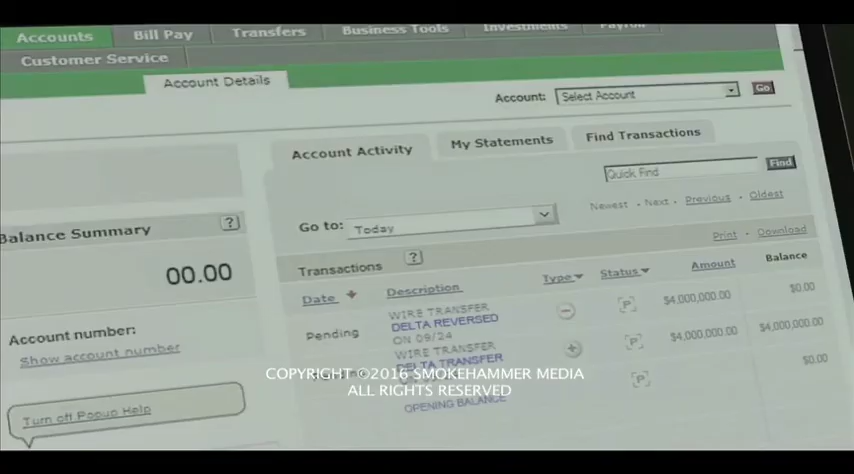 Accounts Bill Pay Transfers Business Tools Investments Payroll
Customer Service
Account Details
Account: Select Account Go
Account Activity My Statements Find Transactions
Quick Find Find
Newest · Next · Previous · Oldest
Balance Summary ?
Go to: Today
Print · Download
00.00
Transactions ?
Date Description Type Status Amount Balance
Account number:
Show account number
Pending WIRE TRANSFER
DELTA REVERSED
ON 09/24
P $4,000,000.00 $0.00
WIRE TRANSFER
DELTA TRANSFER
P $4,000,000.00 $4,000,000.00
P $0.00
OPENING BALANCE
Turn off Popup Help
COPYRIGHT ©2016 SMOKEHAMMER MEDIA
ALL RIGHTS RESERVED